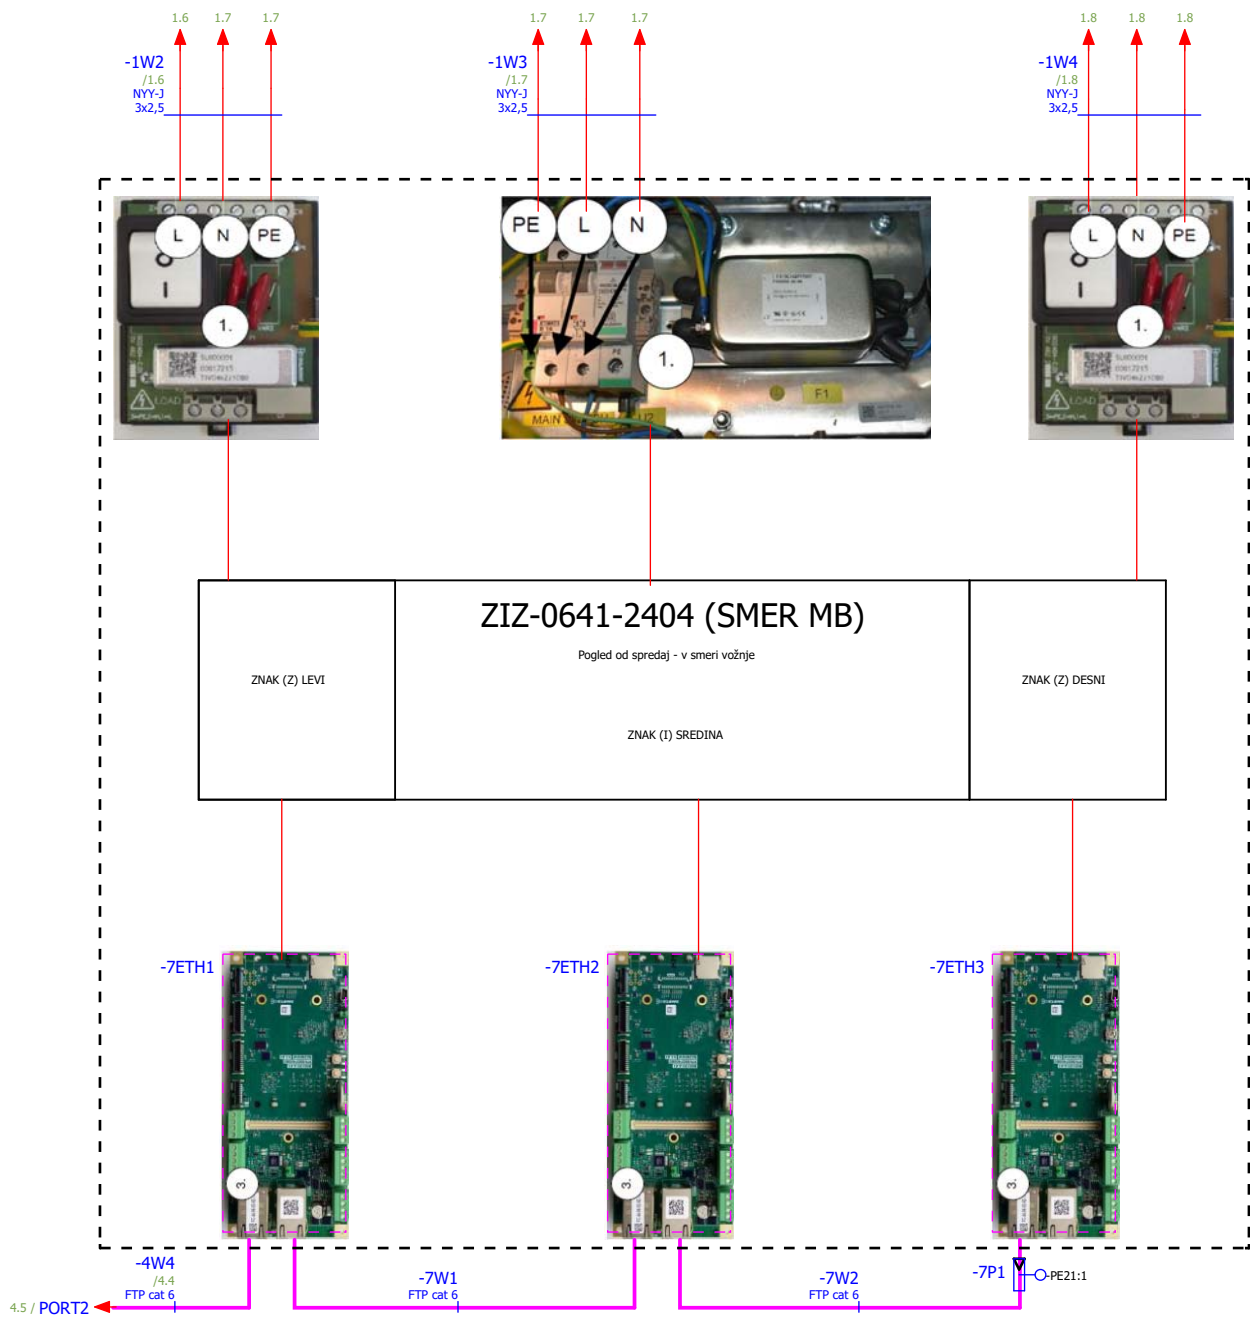 1.6 1.7 1.7
1.7 1.7 1.7
1.8 1.8 1.8
-1W2
/1.6
NYY-J
3x2,5
-1W3
/1.7
NYY-J
3x2,5
-1W4
/1.8
NYY-J
3x2,5
L N PE
1.
LOAD
PE L N
1.
MAIN
F1
L N PE
1.
LOAD
ZIZ-0641-2404 (SMER MB)
Pogled od spredaj - v smeri vožnje
ZNAK (Z) LEVI
ZNAK (I) SREDINA
ZNAK (Z) DESNI
-7ETH1
3.
-7ETH2
3.
-7ETH3
3.
-4W4
/4.4
FTP cat 6
4.5 / PORT2
-7W1
FTP cat 6
-7W2
FTP cat 6
-7P1
-PE21:1